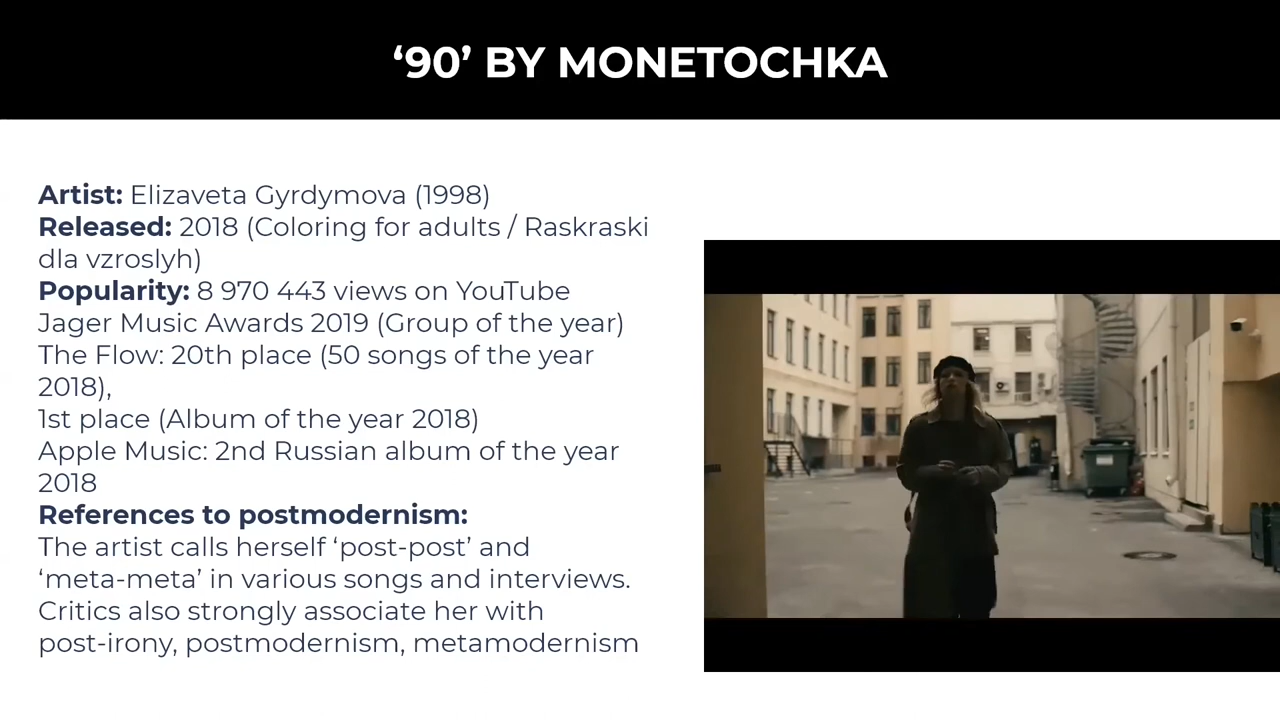 ‘90’ BY MONETOCHKA
Artist: Elizaveta Gyrdymova (1998)
Released: 2018 (Coloring for adults / Raskraski
dla vzroslyh)
Popularity: 8 970 443 views on YouTube
Jager Music Awards 2019 (Group of the year)
The Flow: 20th place (50 songs of the year
2018),
1st place (Album of the year 2018)
Apple Music: 2nd Russian album of the year
2018
References to postmodernism:
The artist calls herself ‘post-post’ and
‘meta-meta’ in various songs and interviews.
Critics also strongly associate her with
post-irony, postmodernism, metamodernism